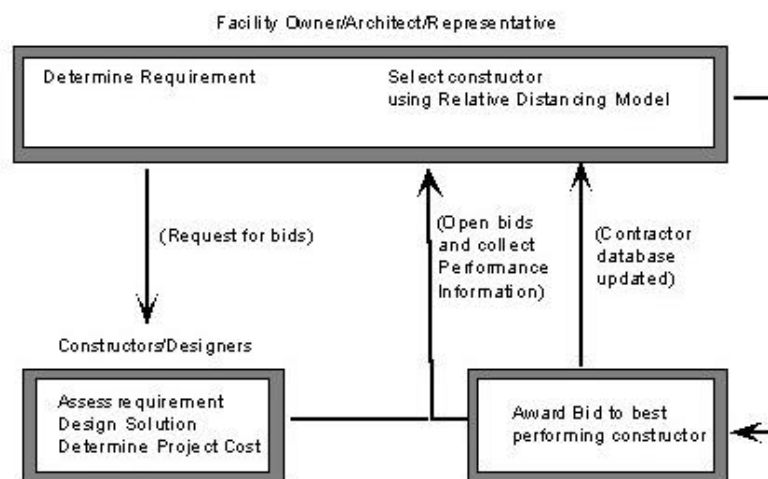 Facility Owner/Architect/Representative
Determine Requirement
Select constructor
using Relative Distancing Model
(Request for bids)
(Open bids
and collect
Performance
Information)
(Contractor
database
updated)
Constructors/Designers
Assess requirement
Design Solution
Determine Project Cost
Award Bid to best
performing constructor